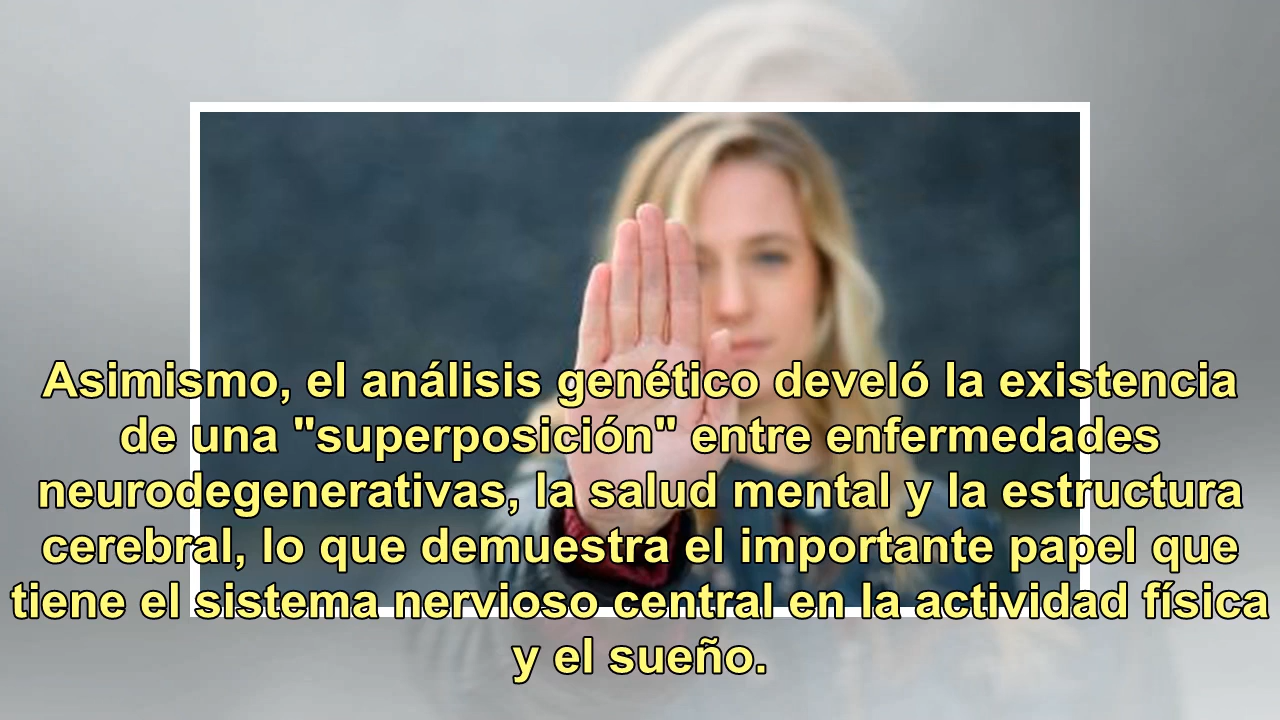 Asimismo, el análisis genético develó la existencia
de una "superposición" entre enfermedades
neurodegenerativas, la salud mental y la estructura
cerebral, lo que demuestra el importante papel que
tiene el sistema nervioso central en la actividad física
y el sueño.